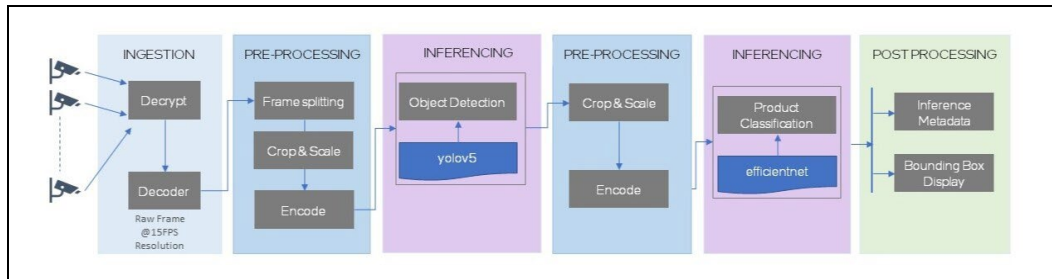 INGESTION
Decrypt
Decoder
Raw Frame
@15FPS
Resolution
PRE-PROCESSING
Frame splitting
Crop & Scale
Encode
INFERENCING
Object Detection
yolov5
PRE-PROCESSING
Crop & Scale
Encode
INFERENCING
Product
Classification
efficientnet
POST PROCESSING
Inference
Metadata
Bounding Box
Display